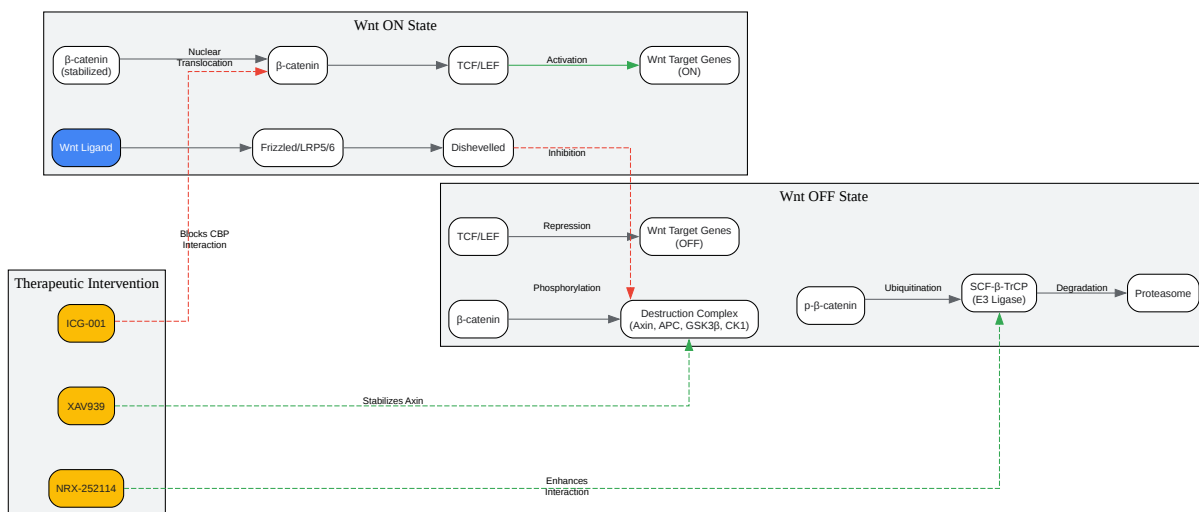 Wnt ON State
β-catenin
(stabilized)
Nuclear
Translocation
β-catenin
TCF/LEF
Activation
Wnt Target Genes
(ON)
Wnt Ligand
Frizzled/LRP5/6
Dishevelled
Inhibition
Wnt OFF State
TCF/LEF
Repression
Wnt Target Genes
(OFF)
β-catenin
Phosphorylation
Destruction Complex
(Axin, APC, GSK3β, CK1)
p-β-catenin
Ubiquitination
SCF-β-TrCP
(E3 Ligase)
Degradation
Proteasome
Blocks CBP
Interaction
Therapeutic Intervention
ICG-001
XAV939
Stabilizes Axin
NRX-252114
Enhances
Interaction